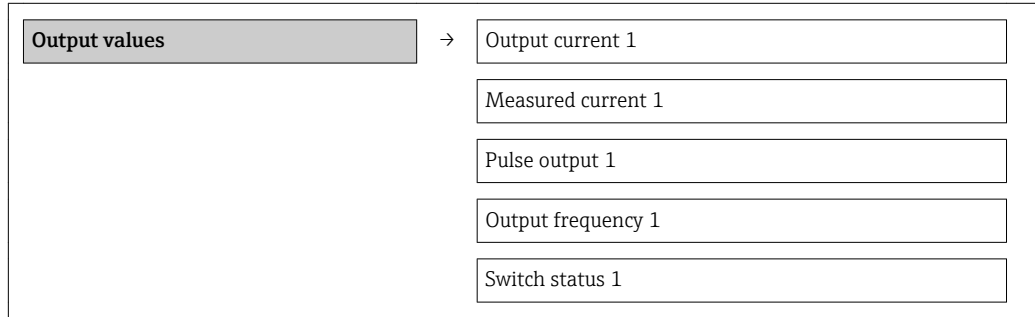 Output values → Output current 1
Measured current 1
Pulse output 1
Output frequency 1
Switch status 1